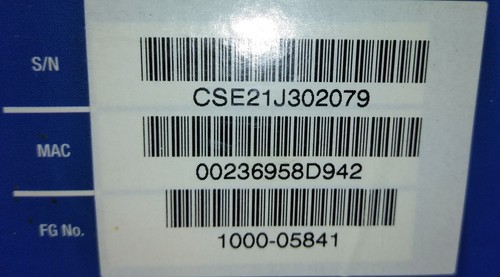 S/N
CSE21J302079
MAC
00236958D942
FG No.
1000-05841